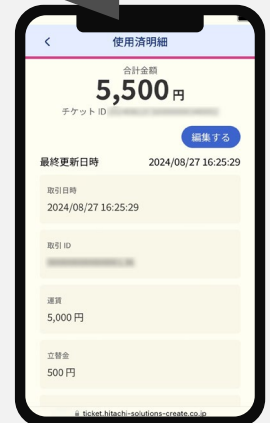 使用済明細
合計金額
5,500 円
チケット ID
編集する
最終更新日時 2024/08/27 16:25:29
取引日時
2024/08/27 16:25:29
取引 ID
運賃
5,000 円
立替金
500 円
ticket.hitachi-solutions-create.co.jp